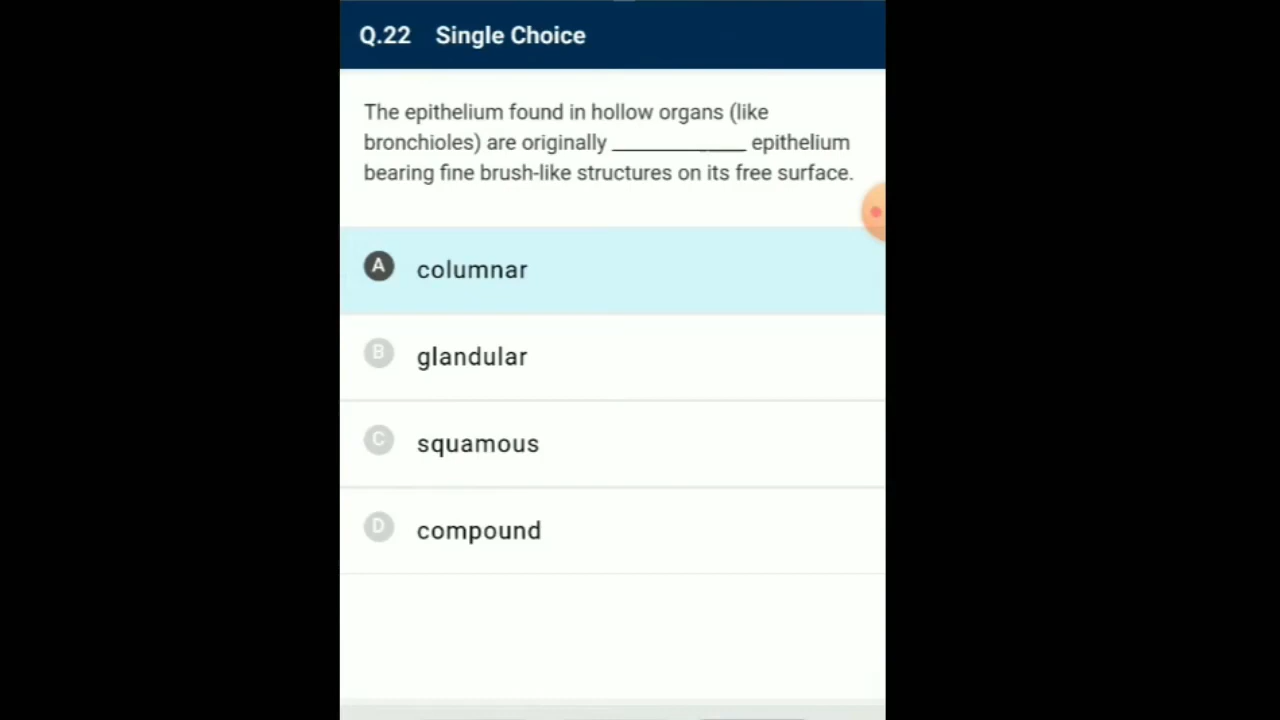 Q.22 Single Choice
The epithelium found in hollow organs (like
bronchioles) are originally ____________ epithelium
bearing fine brush-like structures on its free surface.
A columnar
B glandular
C squamous
D compound